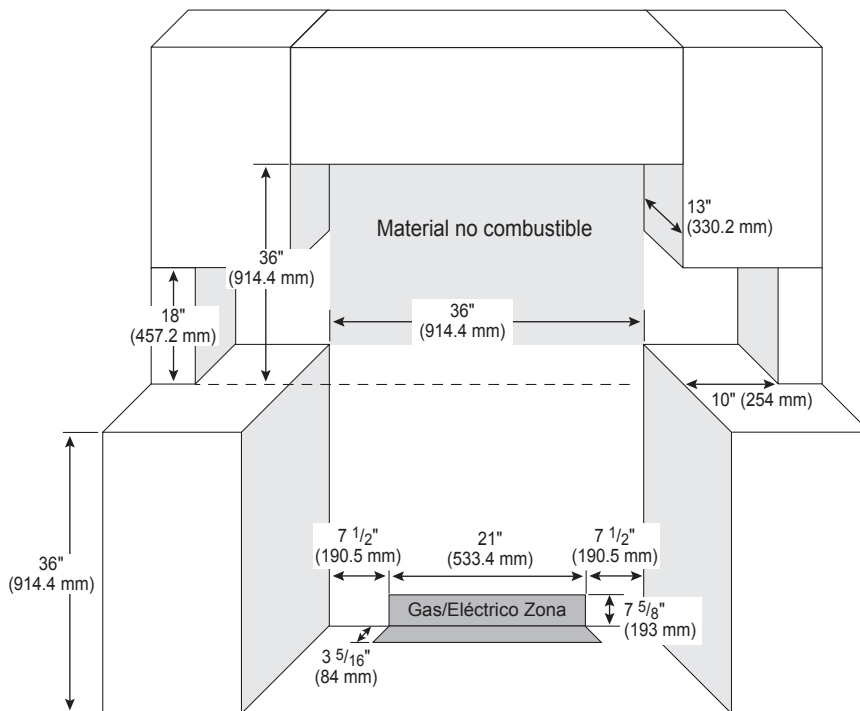 13"
(330.2 mm)
Material no combustible
36"
(914.4 mm)
18"
(457.2 mm)
36"
(914.4 mm)
10" (254 mm)
36"
(914.4 mm)
7 1/2"
(190.5 mm)
21"
(533.4 mm)
7 1/2"
(190.5 mm)
Gas/Eléctrico Zona
7 5/8"
(193 mm)
3 5/16"
(84 mm)